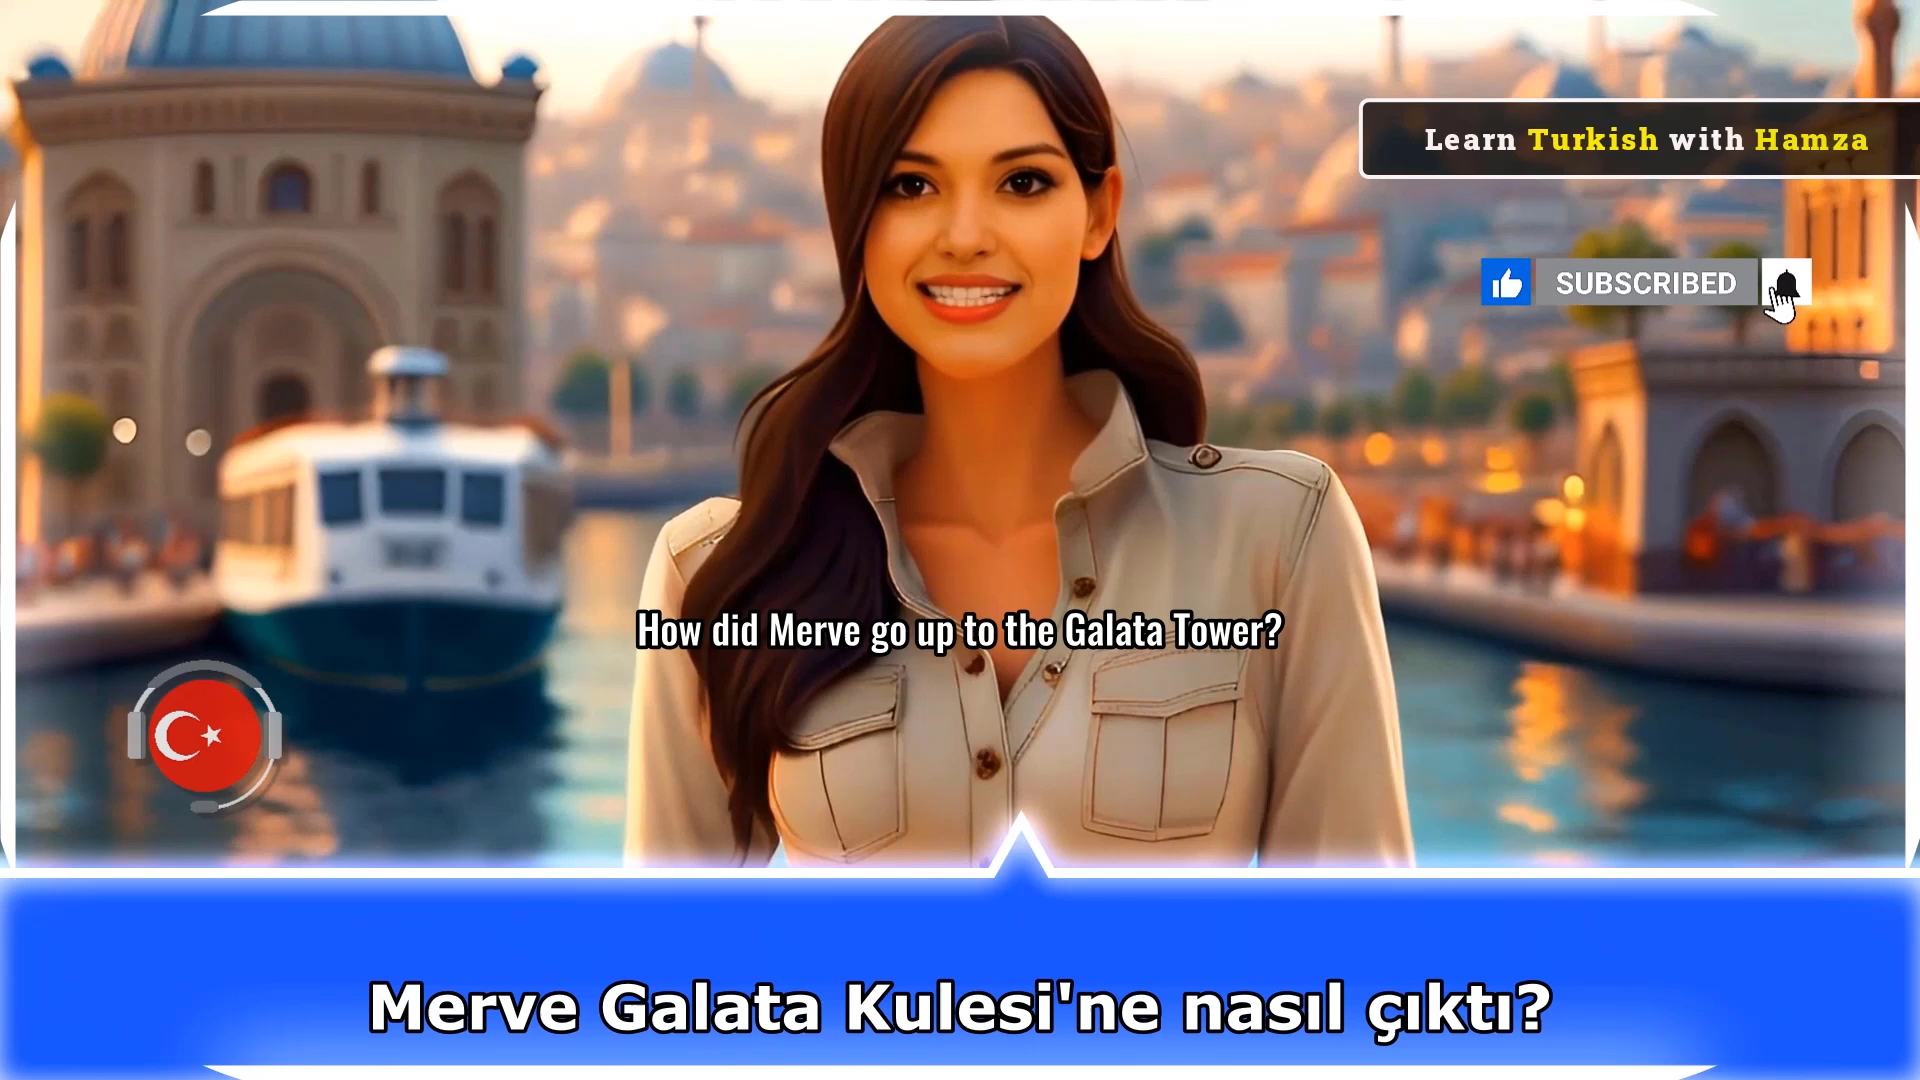 Learn Turkish with Hamza
SUBSCRIBED
How did Merve go up to the Galata Tower?
Merve Galata Kulesi'ne nasıl çıktı?